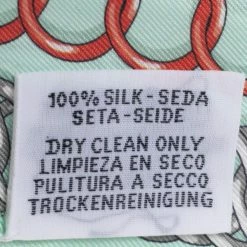 100% SILK-SEDA
SETA-SEIDE
DRY CLEAN ONLY
LIMPIEZA EN SECO
PULITURA A SECCO
TROCKENREINIGUNG